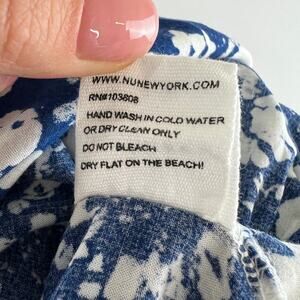 WWW.NUNEWYORK.COM
RN#103808
HAND WASH IN COLD WATER
OR DRY CLEAN ONLY
DO NOT BLEACH
DRY FLAT ON THE BEACH!